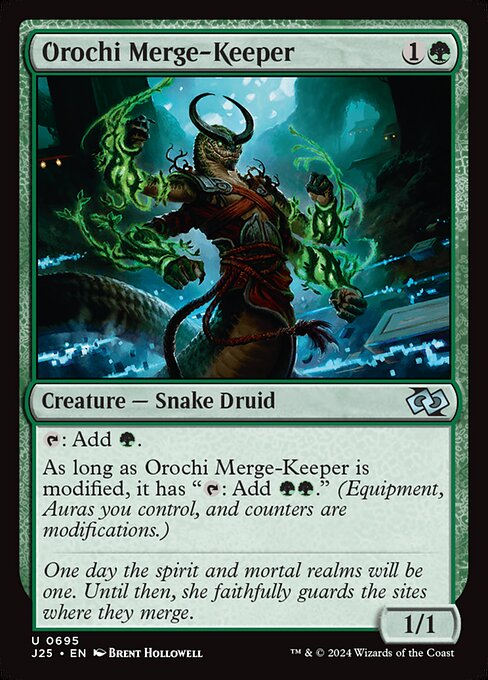 Orochi Merge-Keeper 1
Creature — Snake Druid
: Add .
As long as Orochi Merge-Keeper is
modified, it has “: Add .” (Equipment,
Auras you control, and counters are
modifications.)
One day the spirit and mortal realms will be
one. Until then, she faithfully guards the sites
where they merge.
1/1
U 0695
J25 • EN Brent Hollowell
™ & © 2024 Wizards of the Coast